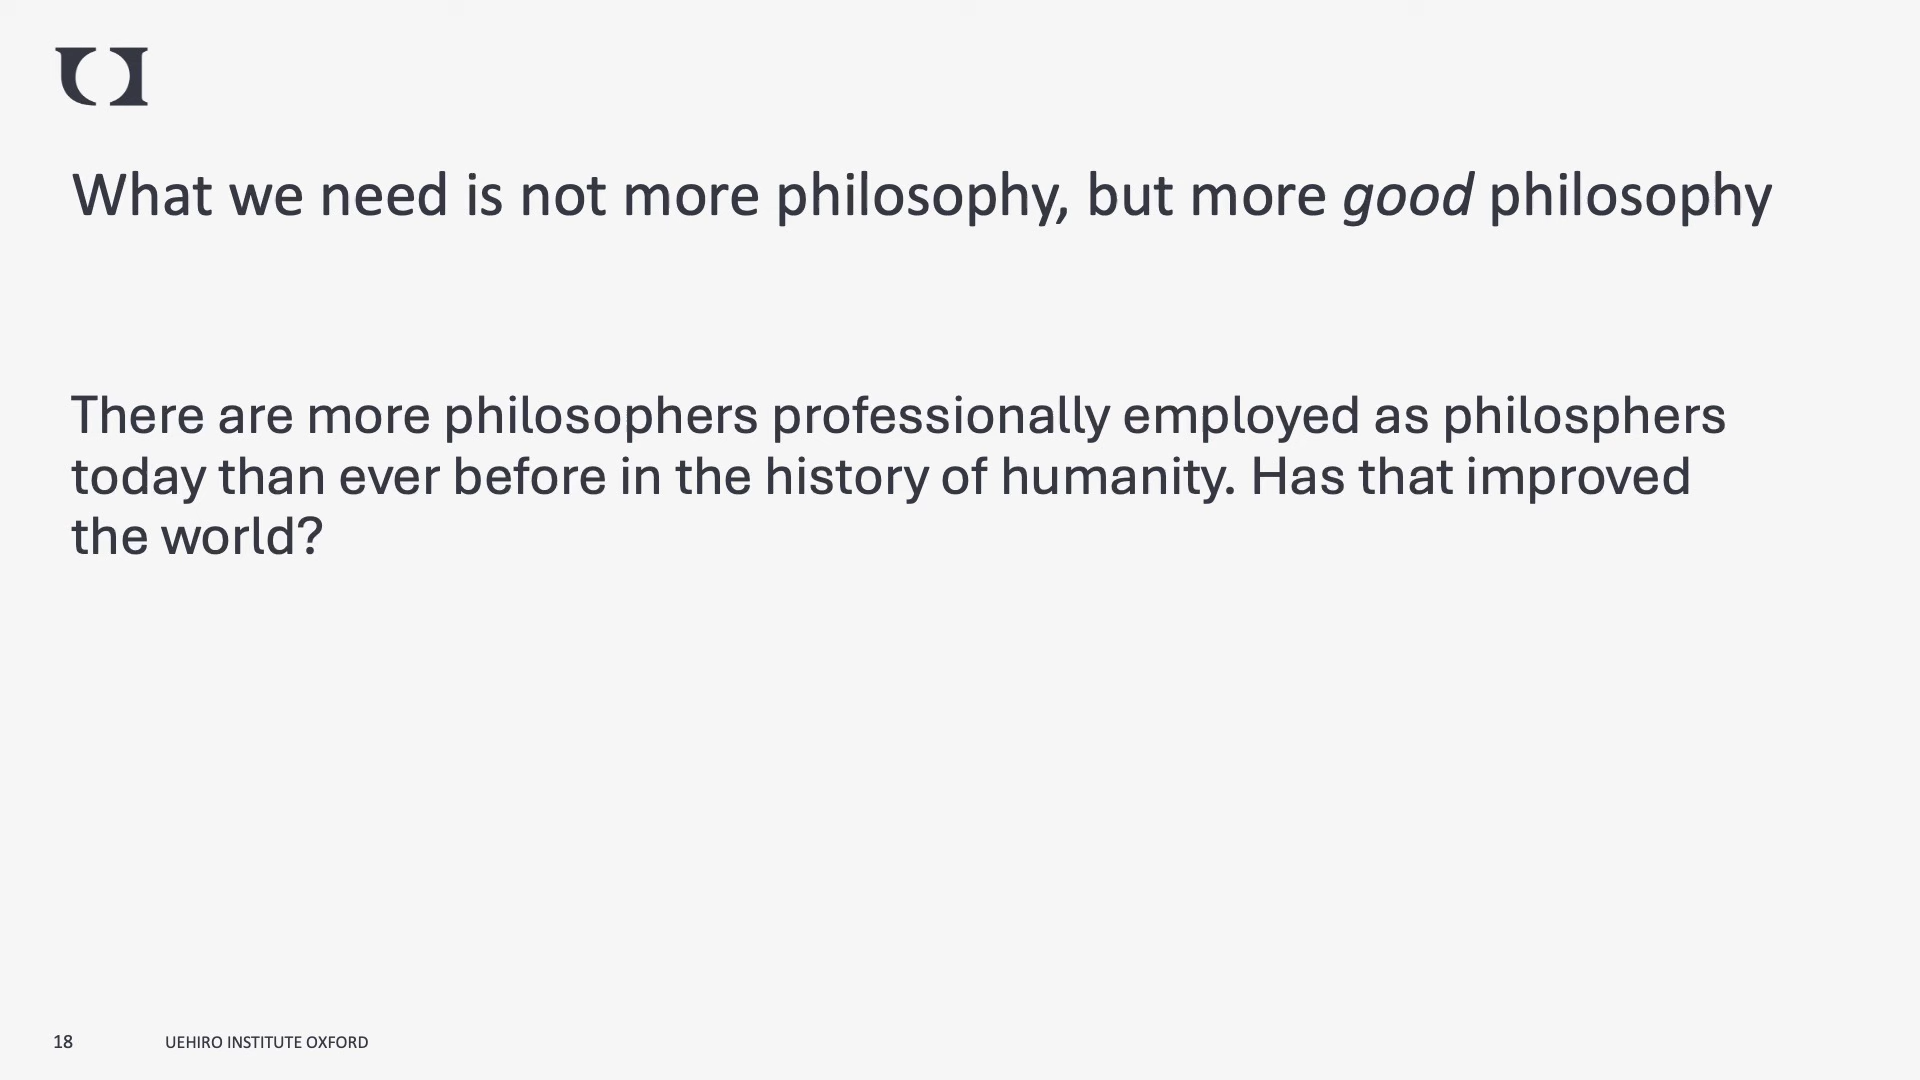 What we need is not more philosophy, but more good philosophy
There are more philosophers professionally employed as philosphers
today than ever before in the history of humanity. Has that improved
the world?
18 UEHIRO INSTITUTE OXFORD